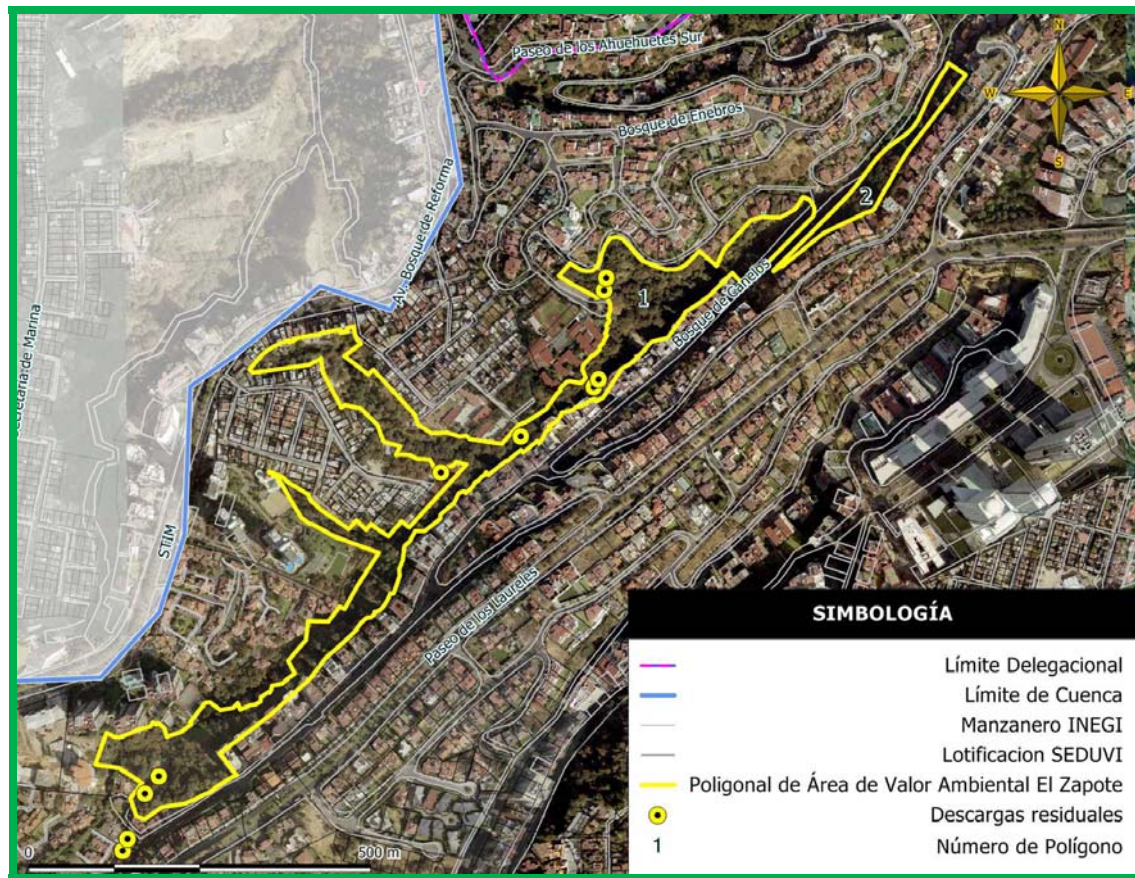 Paseo de los Ahuehuetes Sur
N
W
E
S
Bosque de Enebros
Av. Bosque de Reforma
2
1
Bosque de Canelos
Secretaria de Marina
STIM
Paseo de los Laureles
SIMBOLOGÍA
Límite Delegacional
Límite de Cuenca
Manzanero INEGI
Lotificacion SEDUVI
Poligonal de Área de Valor Ambiental El Zapote
Descargas residuales
1 Número de Polígono
0 500 m